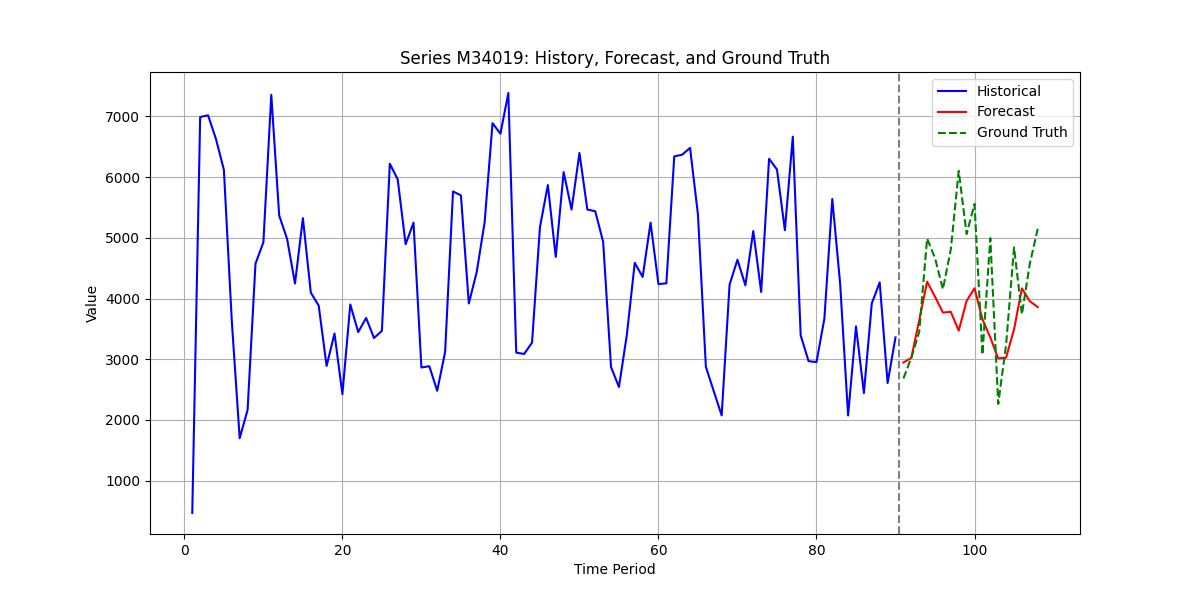 Series M34019: History, Forecast, and Ground Truth
Historical
Forecast
Ground Truth
Value
7000
6000
5000
4000
3000
2000
1000
0 20 40 60 80 100
Time Period